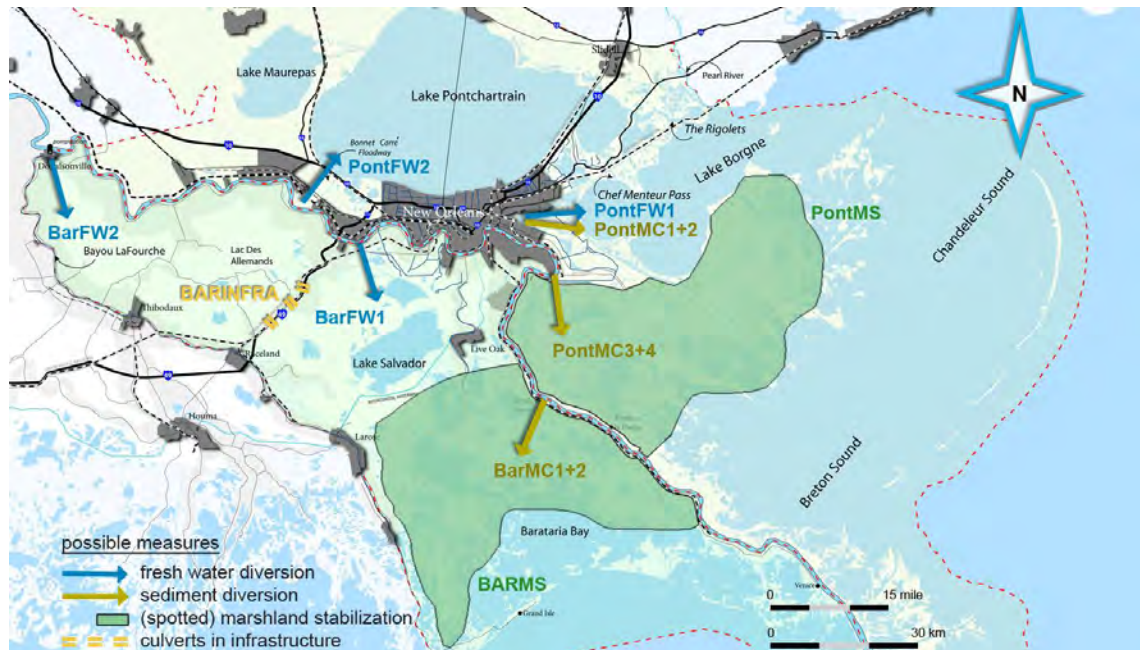 Slidell
Lake Maurepas
Pearl River
Lake Pontchartrain
10
N
Bonnet Carré
Floodway
The Rigolets
PontFW2
Donaldsonville
Lake Borgne
Chef Menteur Pass
New Orleans
PontFW1
PontMS
BarFW2
PontMC1+2
Chandeleur Sound
Bayou LaFourche
Lac Des
Allemands
BARINFRA
BarFW1
Thibodaux
49
PontMC3+4
Live Oak
Raceland
Lake Salvador
Houma
Larose
BarMC1+2
Breton Sound
Barataria Bay
possible measures
fresh water diversion
BARMS
Venice
sediment diversion
0 15 mile
Grand Isle
(spotted) marshland stabilization
culverts in infrastructure
0 30 km